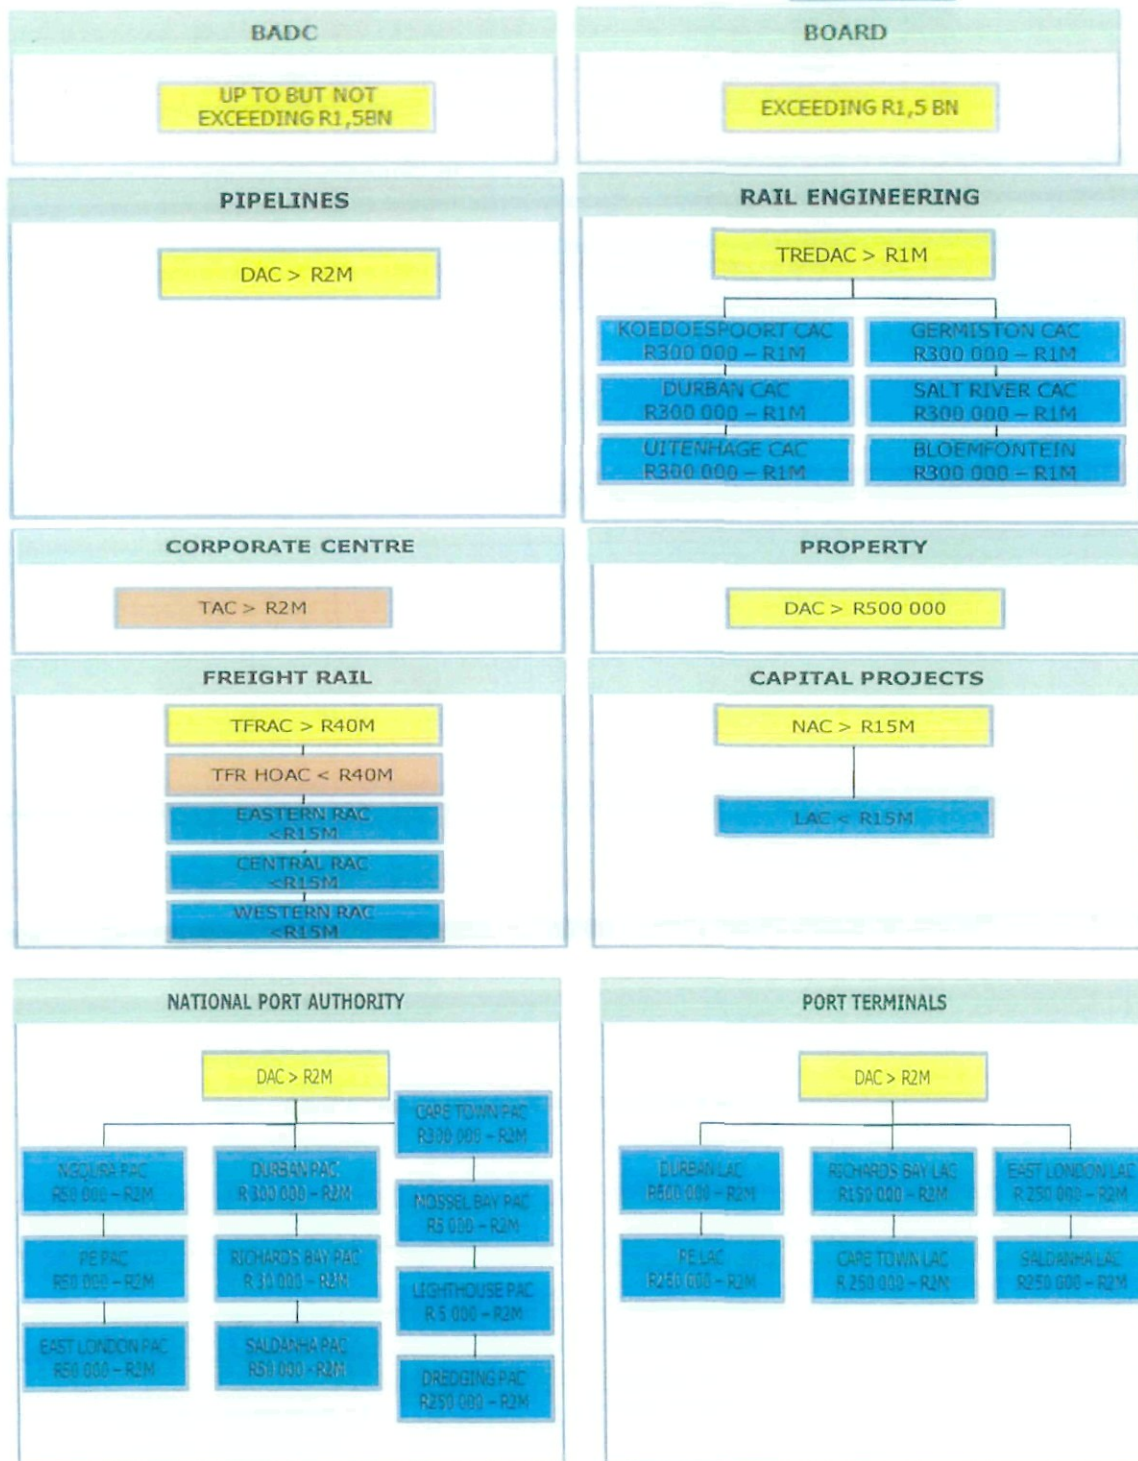 BADC
UP TO BUT NOT
EXCEEDING R1,5BN
BOARD
EXCEEDING R1,5 BN
PIPELINES
DAC > R2M
RAIL ENGINEERING
TREDAC > R1M
KOEDOESPOORT CAC
R300 000 – R1M
GERMISTON CAC
R300 000 – R1M
DURBAN CAC
R300 000 – R1M
SALT RIVER CAC
R300 000 – R1M
UITENHAGE CAC
R300 000 – R1M
BLOEMFONTEIN
R300 000 – R1M
CORPORATE CENTRE
TAC > R2M
PROPERTY
DAC > R500 000
FREIGHT RAIL
TFRAC > R40M
TFR HOAC < R40M
EASTERN RAC
<R15M
CENTRAL RAC
<R15M
WESTERN RAC
<R15M
CAPITAL PROJECTS
NAC > R15M
LAC < R15M
NATIONAL PORT AUTHORITY
DAC > R2M
CAPE TOWN PAC
R300 000 – R2M
NGQURA PAC
R50 000 – R2M
DURBAN PAC
R 300 000 – R2M
MOSSEL BAY PAC
R5 000 – R2M
PE PAC
R50 000 – R2M
RICHARDS BAY PAC
R 30 000 – R2M
LIGHTHOUSE PAC
R 5 000 – R2M
EAST LONDON PAC
R50 000 – R2M
SALDANHA PAC
R50 000 – R2M
DREDGING PAC
R250 000 – R2M
PORT TERMINALS
DAC > R2M
DURBAN LAC
R500 000 – R2M
RICHARDS BAY LAC
R150 000 – R2M
EAST LONDON LAC
R 250 000 – R2M
PE LAC
R250 000 – R2M
CAPE TOWN LAC
R 250 000 – R2M
SALDANHA LAC
R250 000 – R2M